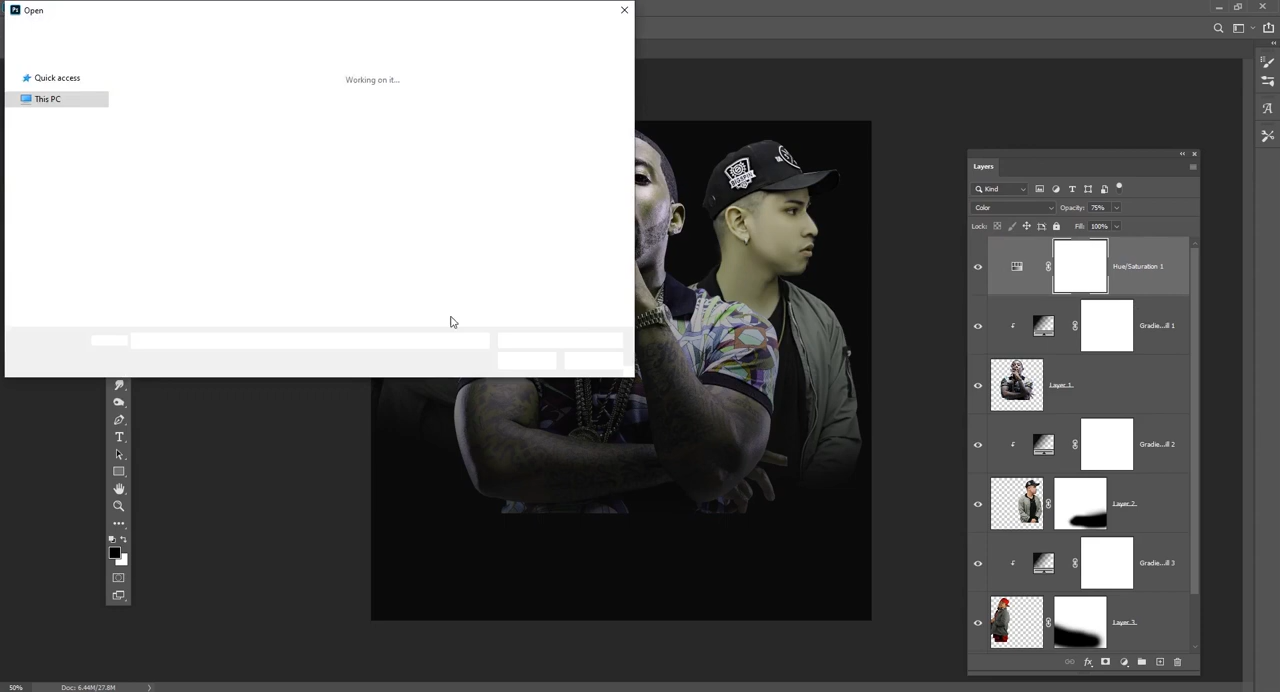 Ps Open
Quick access
Working on it...
This PC
Layers
Kind
Color
Opacity: 75%
Lock:
Fill: 100%
Hue/Saturation 1
Gradie...ill 1
Layer 1
Gradie...ill 2
Layer 2
Gradie...ill 3
Layer 3
50%
Doc: 6.44M/27.8M